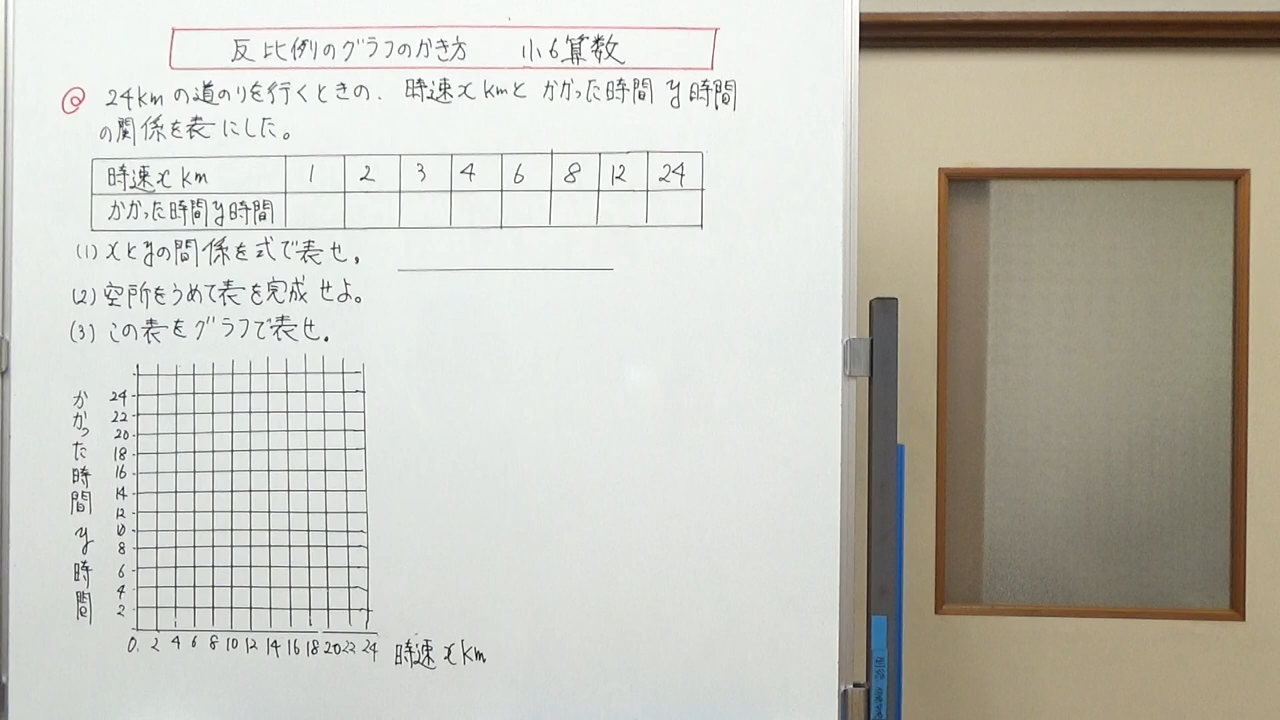 反比例のグラフのかき方 小6算数
Q 24kmの道のりを行くときの、時速x kmと かかった時間 y時間
の関係を表にした。
時速x km 1 2 3 4 6 8 12 24
かかった時間y時間
(1) xとyの関係を式で表せ。
(2) 空所をうめて表を完成せよ。
(3) この表をグラフで表せ。
かかった時間y時間
24
22
20
18
16
14
12
10
8
6
4
2
0 2 4 6 8 10 12 14 16 18 20 22 24 時速x km